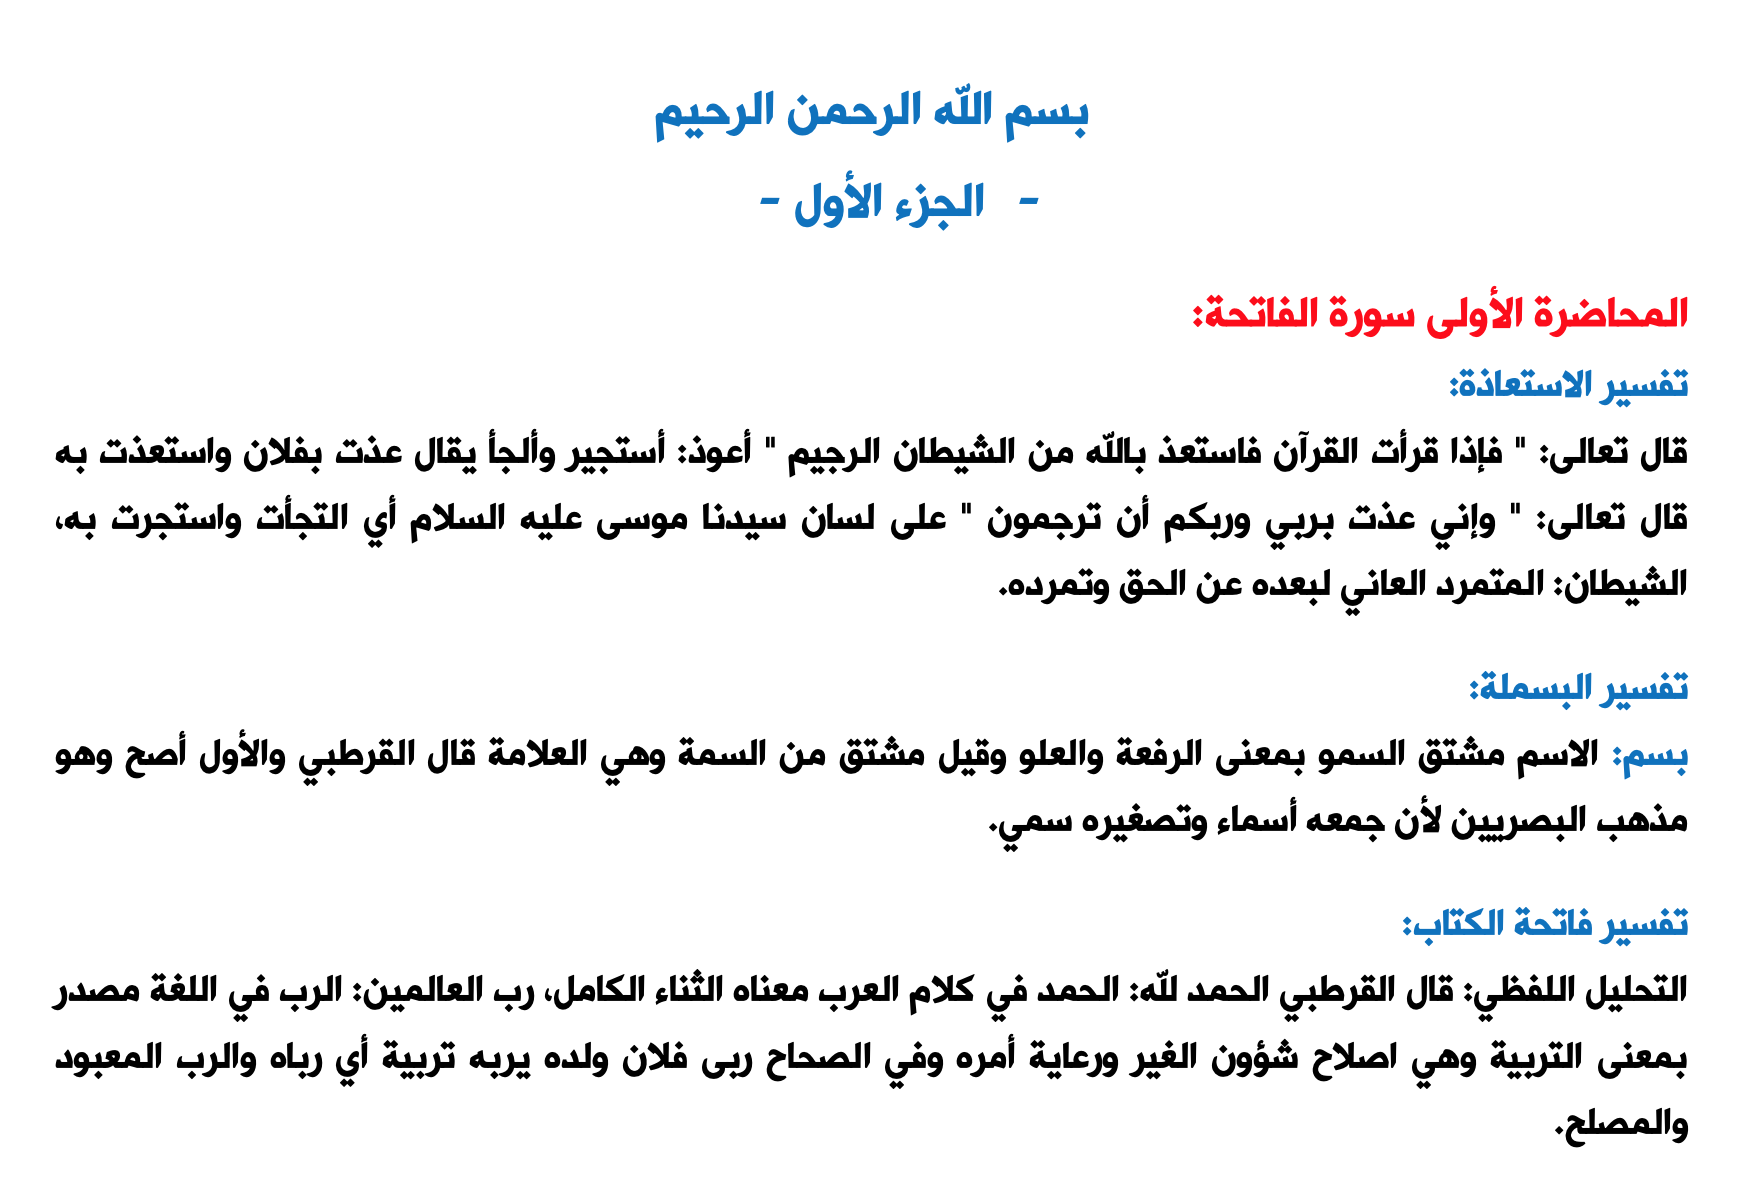 بسم الله الرحمن الرحيم
- الجزء الأول -
المحاضرة الأولى سورة الفاتحة:
تفسير الاستعاذة:
قال تعالى: " فإذا قرأت القرآن فاستعذ بالله من الشيطان الرجيم " أعوذ: أستجير وألجأ يقال عذت بفلان واستعذت به
قال تعالى: " وإني عذت بربي وربكم أن ترجمون " على لسان سيدنا موسى عليه السلام أي التجأت واستجرت به،
الشيطان: المتمرد العاني لبعده عن الحق وتمرده.
تفسير البسملة:
بسم: الاسم مشتق السمو بمعنى الرفعة والعلو وقيل مشتق من السمة وهي العلامة قال القرطبي والأول أصح وهو
مذهب البصريين لأن جمعه أسماء وتصغيره سمي.
تفسير فاتحة الكتاب:
التحليل اللفظي: قال القرطبي الحمد لله: الحمد في كلام العرب معناه الثناء الكامل، رب العالمين: الرب في اللغة مصدر
بمعنى التربية وهي اصلاح شؤون الغير ورعاية أمره وفي الصحاح ربى فلان ولده يربه تربية أي رباه والرب المعبود
والمصلح.